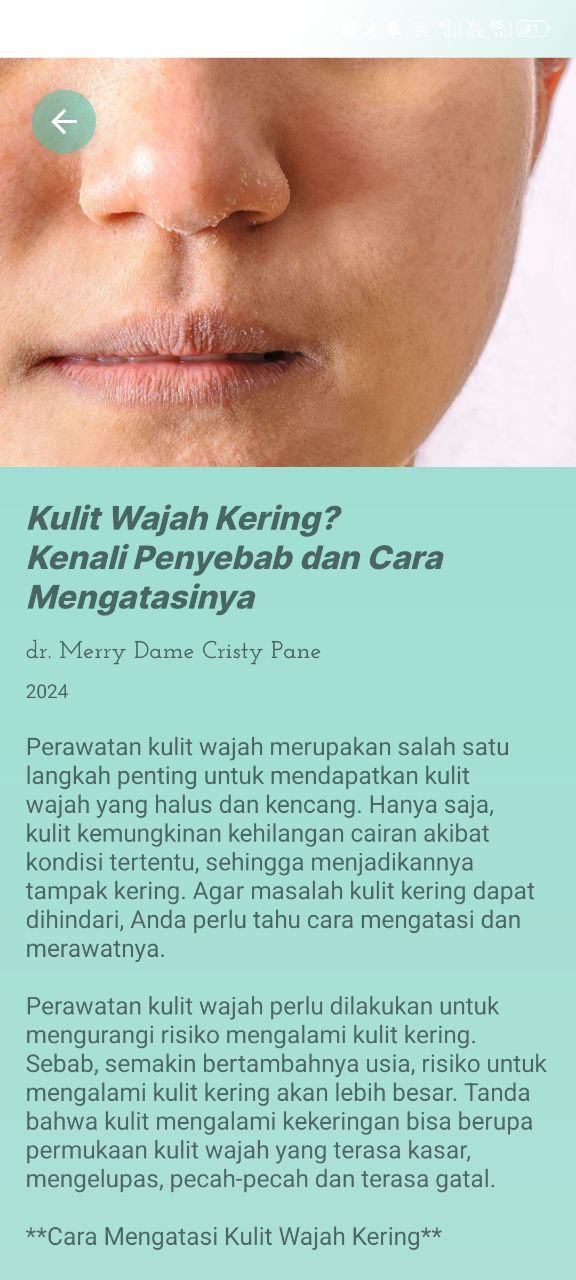 4G 4G
41
Kulit Wajah Kering?
Kenali Penyebab dan Cara
Mengatasinya
dr. Merry Dame Cristy Pane
2024
Perawatan kulit wajah merupakan salah satu
langkah penting untuk mendapatkan kulit
wajah yang halus dan kencang. Hanya saja,
kulit kemungkinan kehilangan cairan akibat
kondisi tertentu, sehingga menjadikannya
tampak kering. Agar masalah kulit kering dapat
dihindari, Anda perlu tahu cara mengatasi dan
merawatnya.
Perawatan kulit wajah perlu dilakukan untuk
mengurangi risiko mengalami kulit kering.
Sebab, semakin bertambahnya usia, risiko untuk
mengalami kulit kering akan lebih besar. Tanda
bahwa kulit mengalami kekeringan bisa berupa
permukaan kulit wajah yang terasa kasar,
mengelupas, pecah-pecah dan terasa gatal.
**Cara Mengatasi Kulit Wajah Kering**